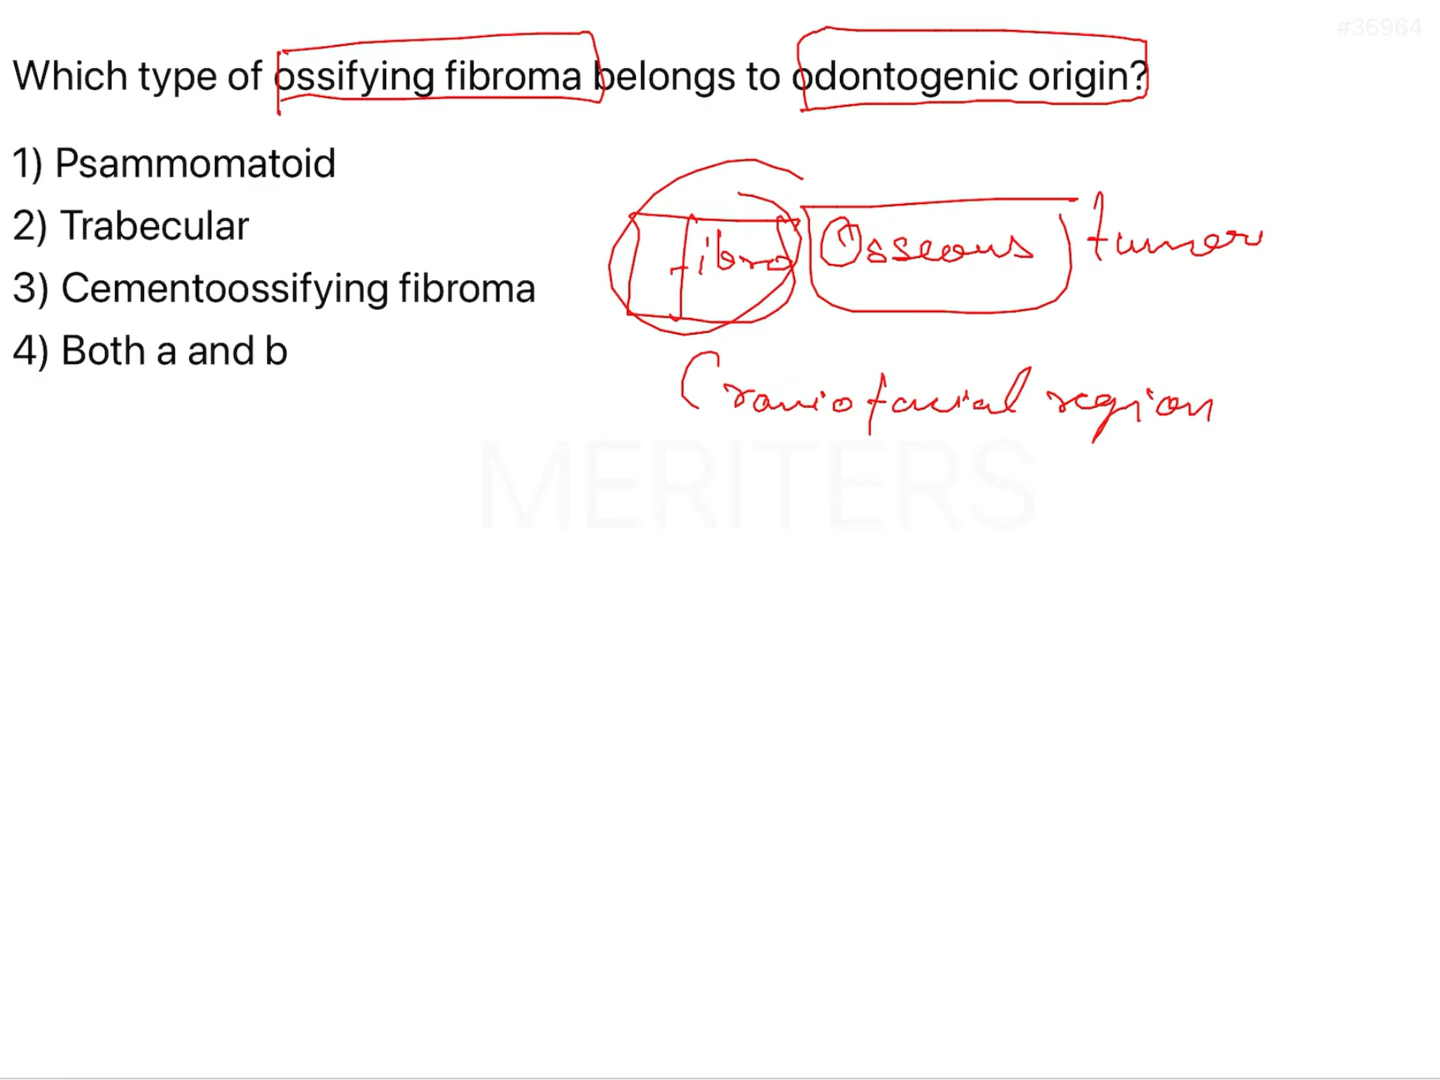 #36964
Which type of ossifying fibroma belongs to odontogenic origin?
1) Psammomatoid
2) Trabecular
3) Cementoossifying fibroma
4) Both a and b
fibro Osseous tumor
Craniofacial region
MERITERS